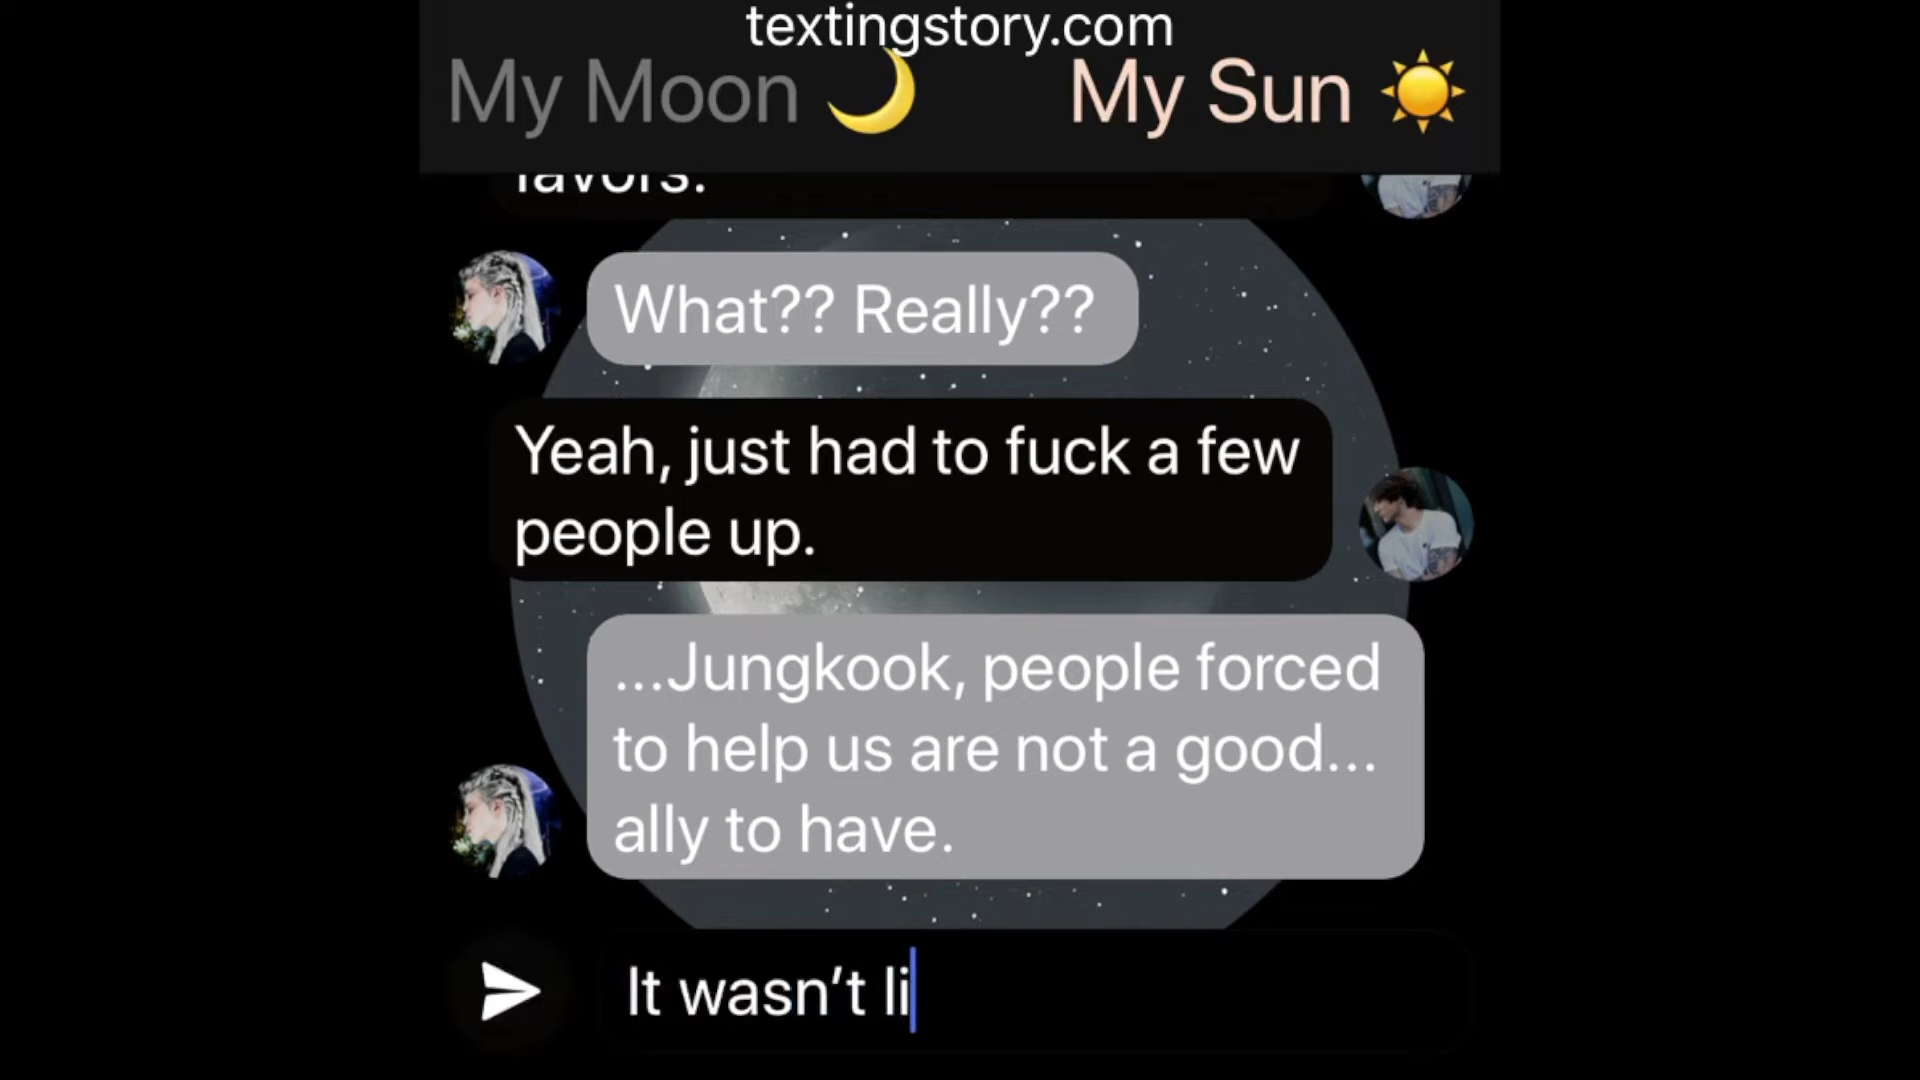 textingstory.com
My Moon 🌙 My Sun ☀️
favors.
What?? Really??
Yeah, just had to fuck a few
people up.
...Jungkook, people forced
to help us are not a good...
ally to have.
It wasn’t li